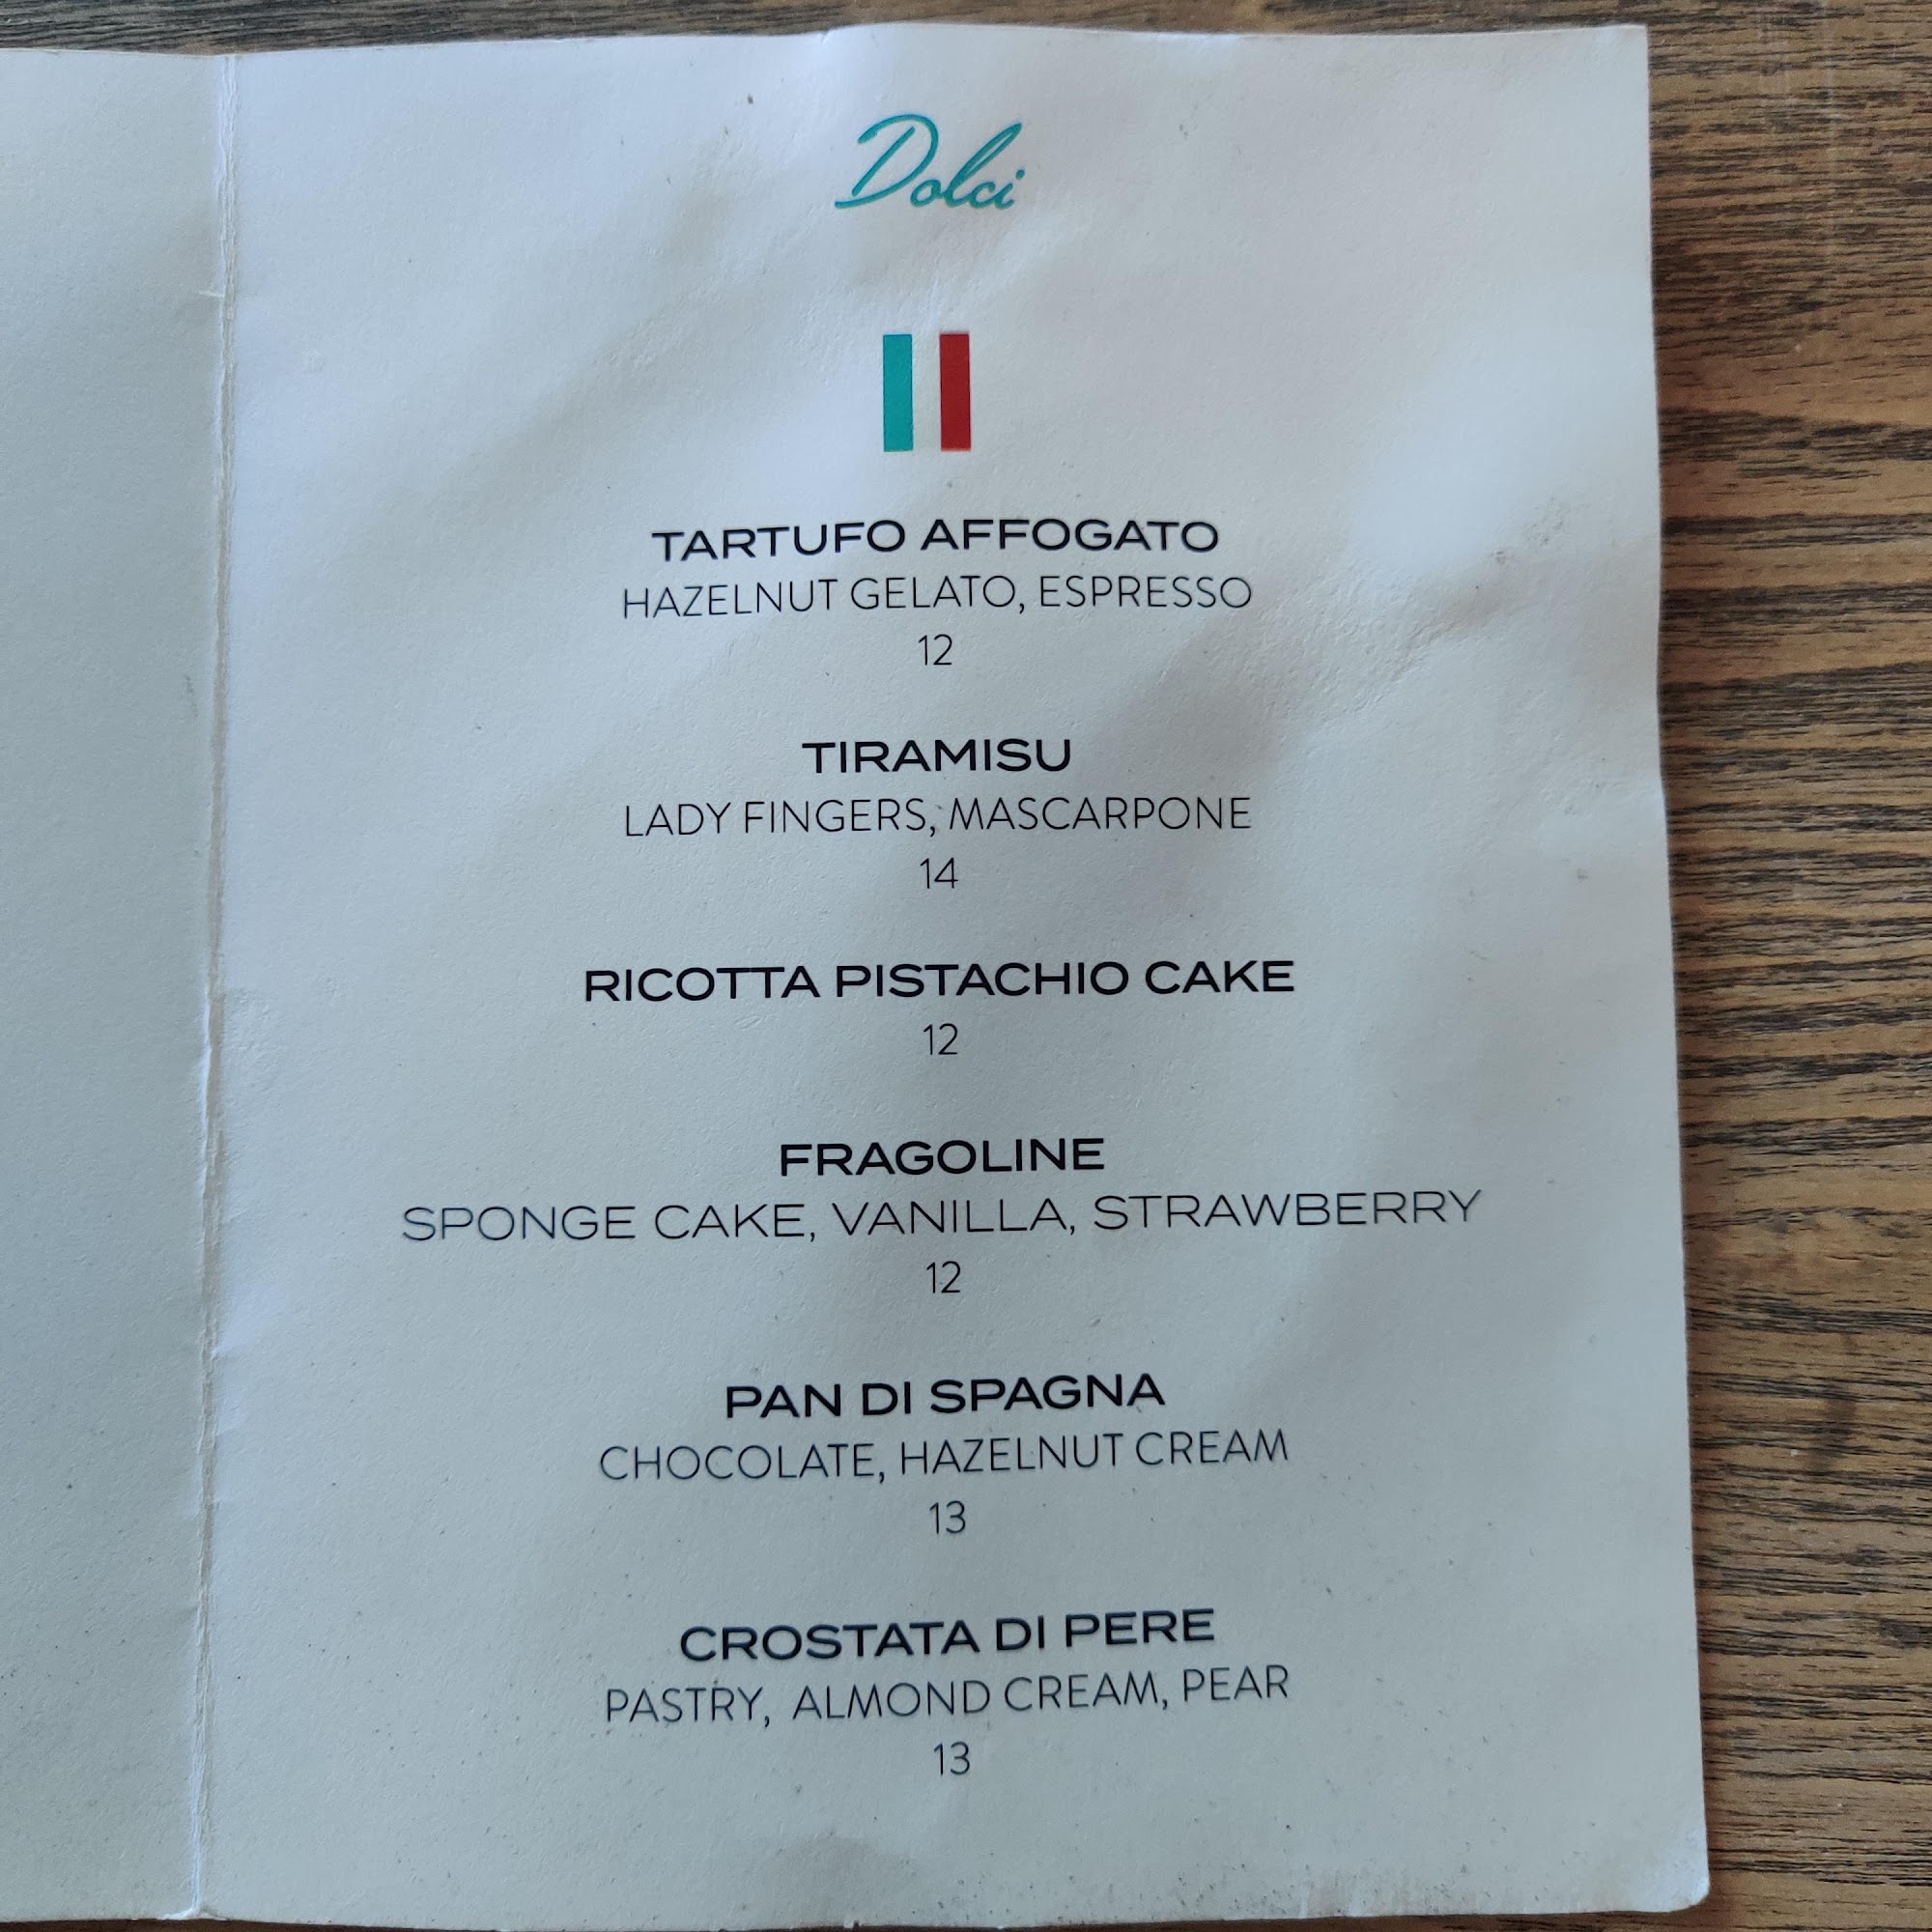 Dolci
TARTUFO AFFOGATO
HAZELNUT GELATO, ESPRESSO
12
TIRAMISU
LADY FINGERS, MASCARPONE
14
RICOTTA PISTACHIO CAKE
12
FRAGOLINE
SPONGE CAKE, VANILLA, STRAWBERRY
12
PAN DI SPAGNA
CHOCOLATE, HAZELNUT CREAM
13
CROSTATA DI PERE
PASTRY, ALMOND CREAM, PEAR
13